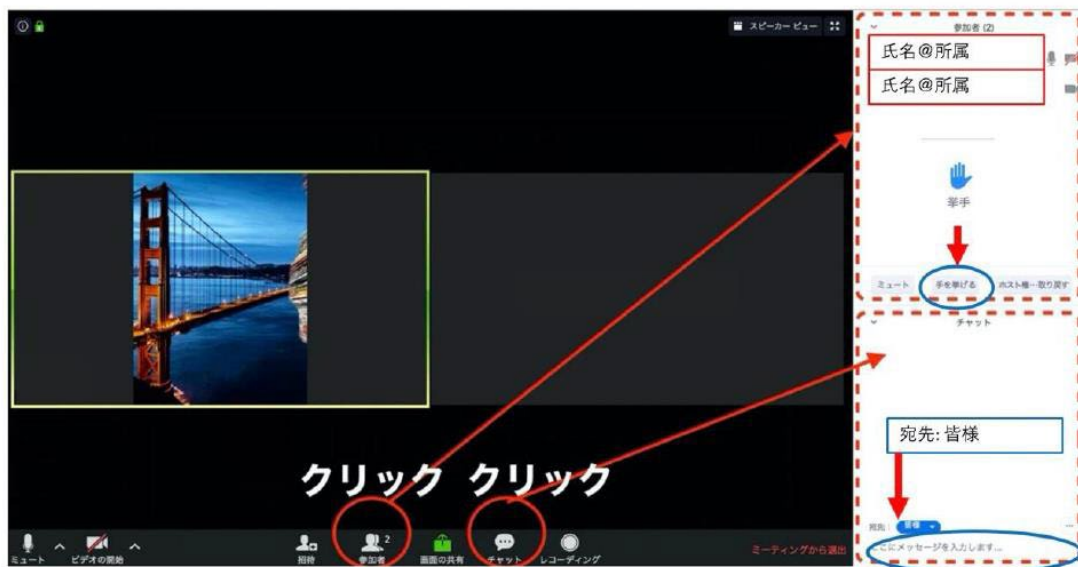 スピーカー ビュー
参加者 (2)
氏名@所属
氏名@所属
挙手
ミュート 手を挙げる ホスト権…取り戻す
チャット
宛先: 皆様
クリック クリック
宛先: 皆様
ここにメッセージを入力します...
ミュート ビデオの開始 招待 参加者 2 画面の共有 チャット レコーディング ミーティングから退出